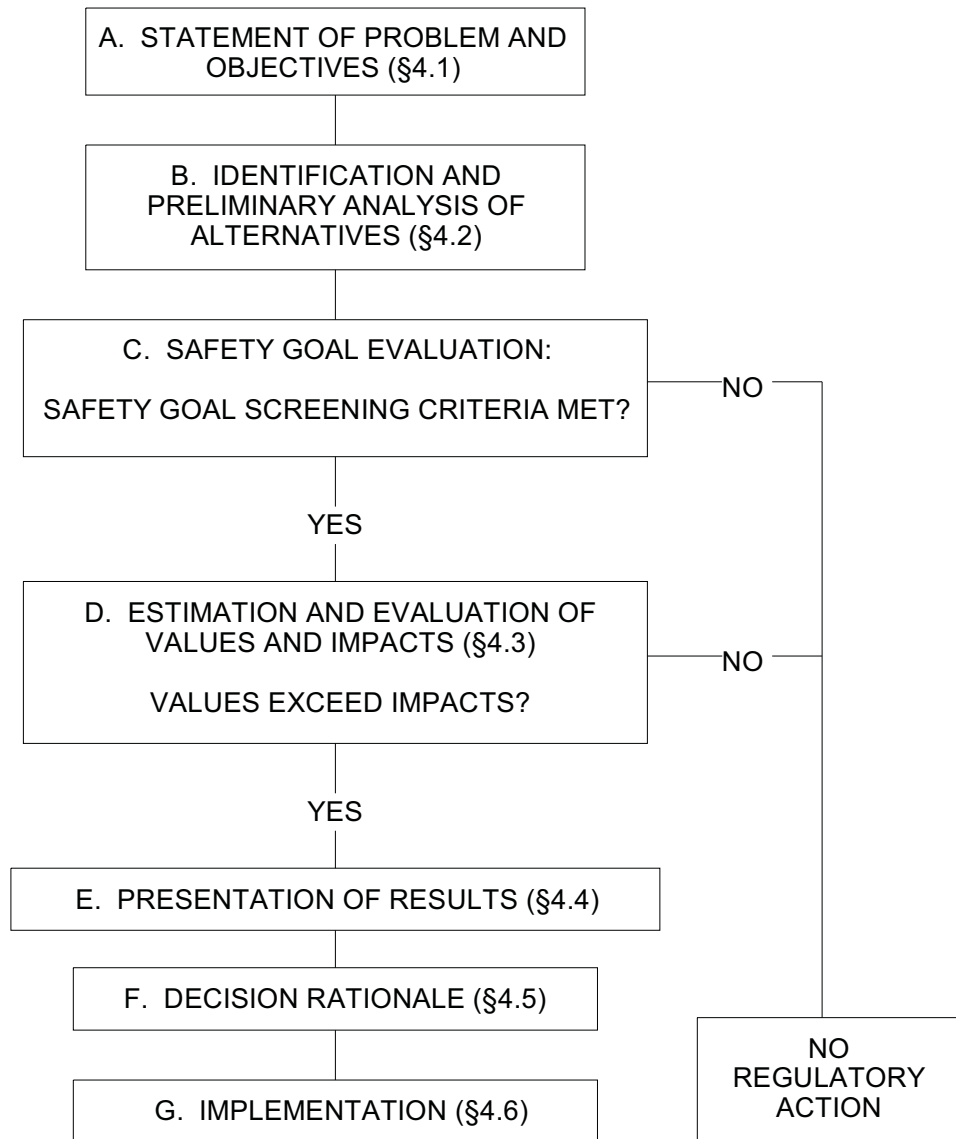 A.  STATEMENT OF PROBLEM AND
OBJECTIVES (§4.1)
B.  IDENTIFICATION AND
PRELIMINARY ANALYSIS OF
ALTERNATIVES (§4.2)
C.  SAFETY GOAL EVALUATION:
SAFETY GOAL SCREENING CRITERIA MET?
NO
YES
D.  ESTIMATION AND EVALUATION OF
VALUES AND IMPACTS (§4.3)
VALUES EXCEED IMPACTS?
NO
YES
E.  PRESENTATION OF RESULTS (§4.4)
F.  DECISION RATIONALE (§4.5)
G.  IMPLEMENTATION (§4.6)
NO
REGULATORY
ACTION